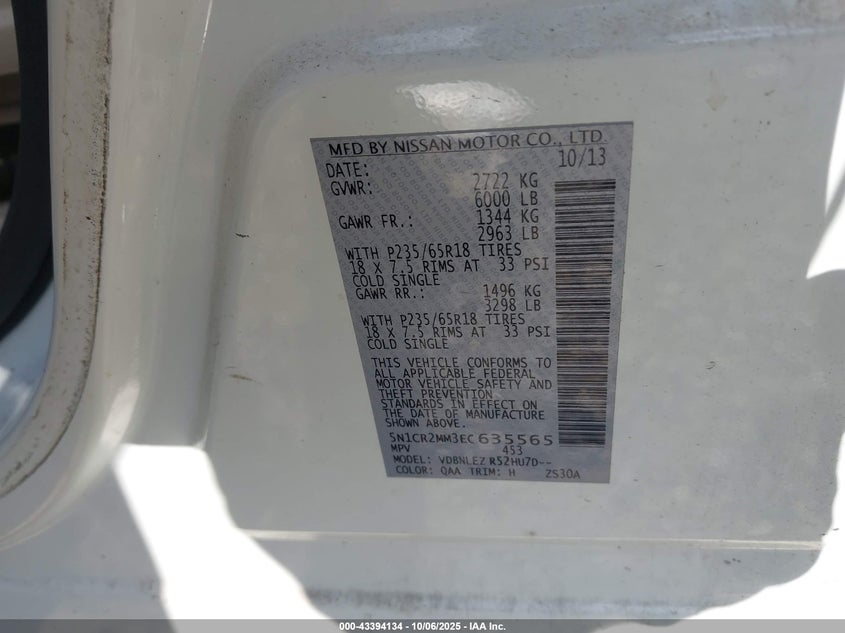 MFD BY NISSAN MOTOR CO., LTD.
DATE: 10/13
GVWR: 2722 KG
6000 LB
GAWR FR.: 1344 KG
2963 LB
WITH P235/65R18 TIRES
18 X 7.5 RIMS AT 33 PSI
COLD SINGLE
GAWR RR.: 1496 KG
3298 LB
WITH P235/65R18 TIRES
18 X 7.5 RIMS AT 33 PSI
COLD SINGLE
THIS VEHICLE CONFORMS TO
ALL APPLICABLE FEDERAL
MOTOR VEHICLE SAFETY AND
THEFT PREVENTION
STANDARDS IN EFFECT ON
THE DATE OF MANUFACTURE
SHOWN ABOVE.
5N1CR2MM3EC635565
MPV 453
MODEL: VDBNLEZ R52HU7D--
COLOR: QAA TRIM: H ZS30A
000-43394134 - 10/06/2025 - IAA Inc.